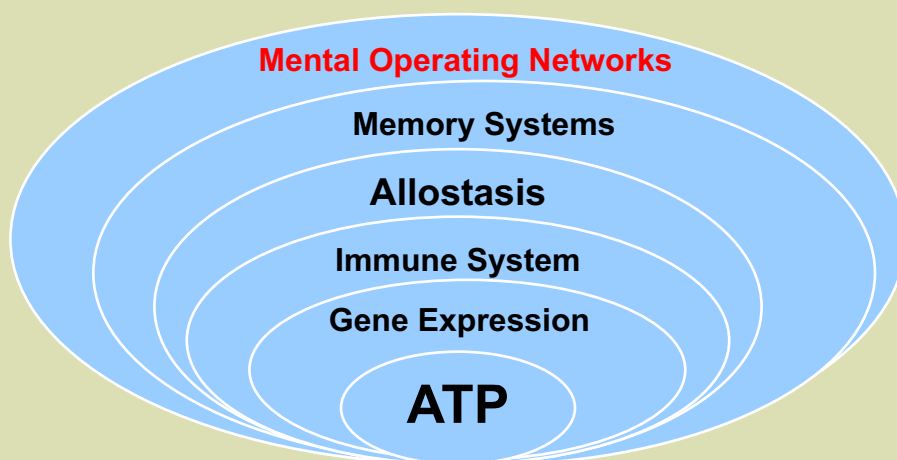 Mental Operating Networks
Memory Systems
Allostasis
Immune System
Gene Expression
ATP